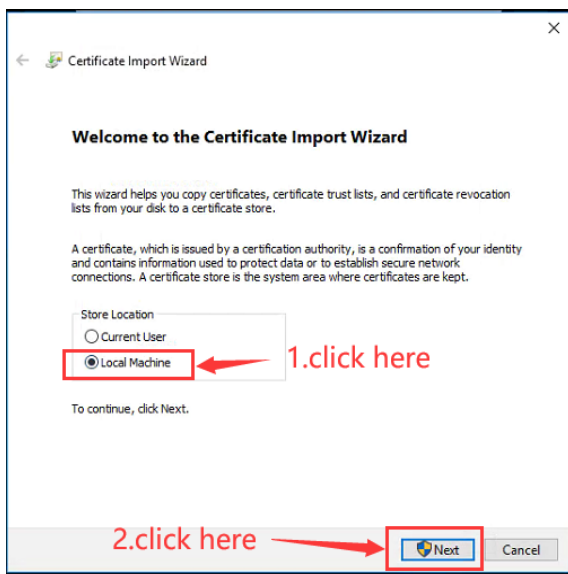 Certificate Import Wizard
Welcome to the Certificate Import Wizard
This wizard helps you copy certificates, certificate trust lists, and certificate revocation
lists from your disk to a certificate store.
A certificate, which is issued by a certification authority, is a confirmation of your identity
and contains information used to protect data or to establish secure network
connections. A certificate store is the system area where certificates are kept.
Store Location
Current User
Local Machine
1.click here
To continue, click Next.
2.click here
Next
Cancel